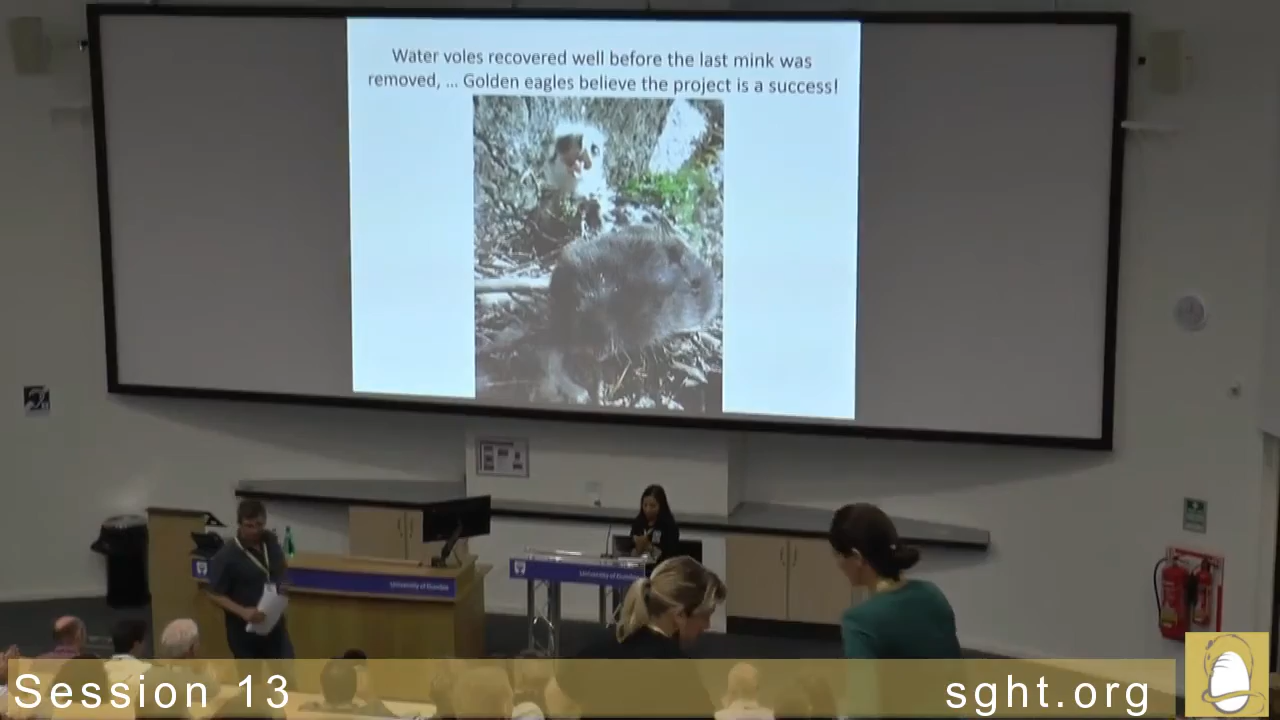 Water voles recovered well before the last mink was
removed, ... Golden eagles believe the project is a success!
University of Dundee
University of Dundee
Session 13
sght.org